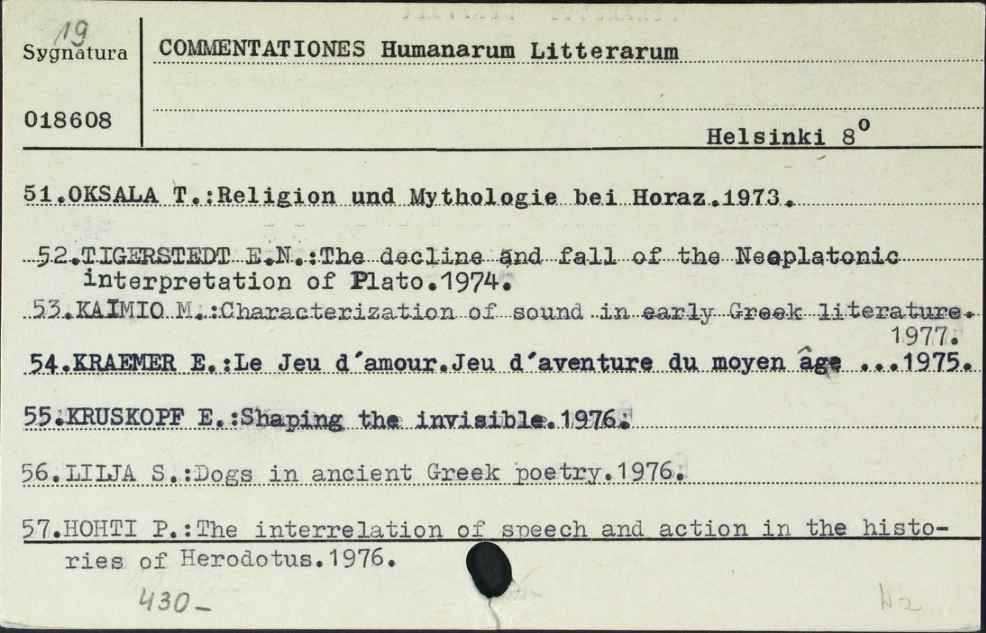 19
Sygnatura
COMMENTATIONES Humanarum Litterarum
018608
Helsinki 8º
51.OKSALA T.:Religion und Mythologie bei Horaz.1973.
52.TIGERSTEDT E.N.:The decline and fall of the Neoplatonic
interpretation of Plato.1974.
53.KAIMIO M.:Characterization of sound in early Greek literature.
1977.
54.KRAEMER E.:Le Jeu d´amour.Jeu d´aventure du moyen âge ...1975.
55.KRUSKOPF E.:Shaping the invisible.1976.
56.LILJA S.:Dogs in ancient Greek poetry.1976.
57.HOHTI P.:The interrelation of speech and action in the histo-
ries of Herodotus.1976.
430-